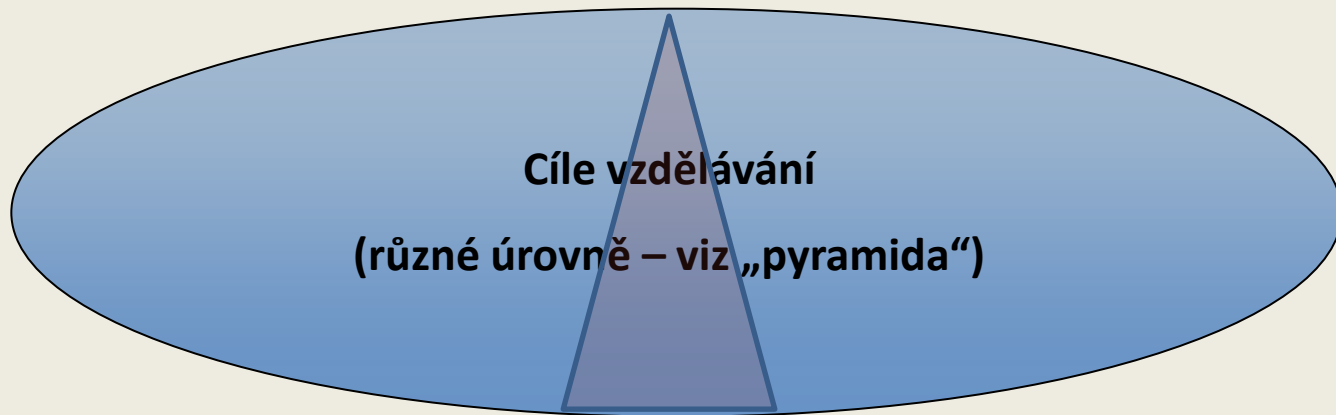 Cíle vzdělávání
(různé úrovně – viz „pyramida“)